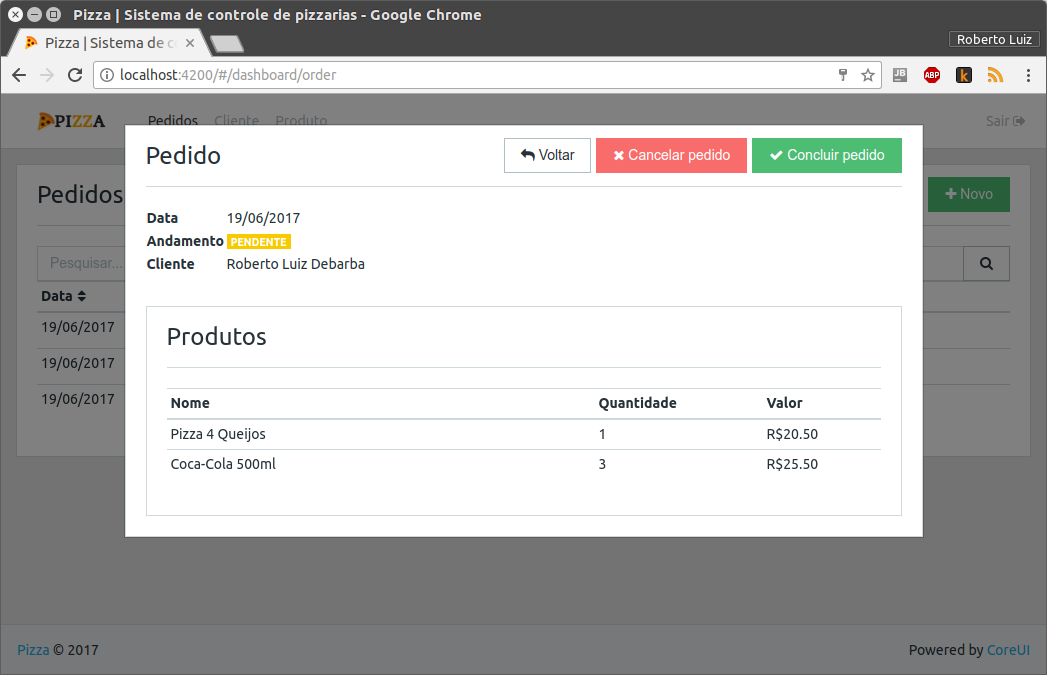 Pizza | Sistema de controle de pizzarias - Google Chrome
Pizza | Sistema de co
Roberto Luiz
localhost:4200/#/dashboard/order
JB
ABP
k
PIZZA
Pedidos Cliente Produto
Sair
Pedido
Voltar
Cancelar pedido
Concluir pedido
Pedidos
Novo
Data 19/06/2017
Andamento PENDENTE
Cliente Roberto Luiz Debarba
Pesquisar...
Data
19/06/2017
19/06/2017
19/06/2017
Produtos
Nome Quantidade Valor
Pizza 4 Queijos 1 R$20.50
Coca-Cola 500ml 3 R$25.50
Pizza © 2017
Powered by CoreUI